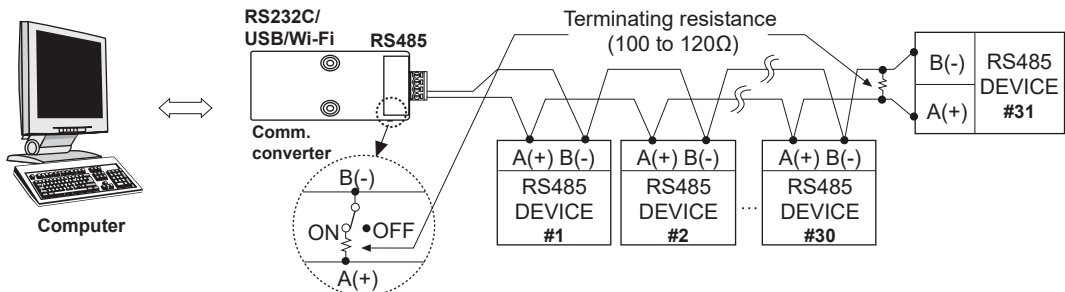 RS232C/
USB/Wi-Fi
RS485
Comm.
converter
Computer
B(-)
ON
OFF
A(+)
Terminating resistance
(100 to 120Ω)
A(+) B(-)
RS485
DEVICE
#1
A(+) B(-)
RS485
DEVICE
#2
...
A(+) B(-)
RS485
DEVICE
#30
B(-)
A(+)
RS485
DEVICE
#31